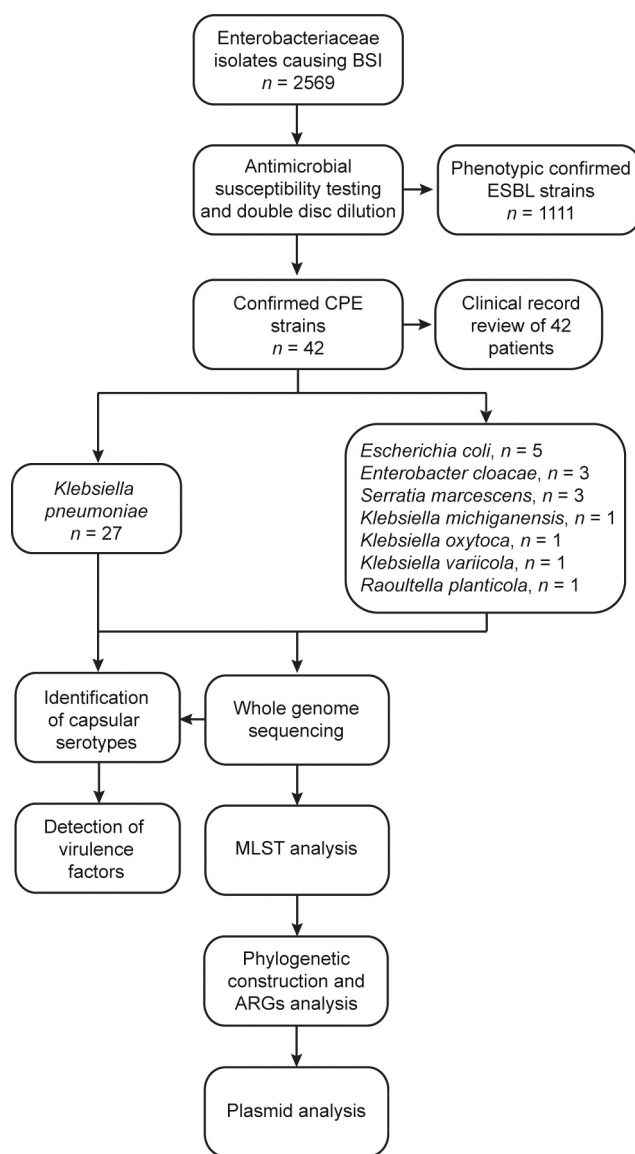 Enterobacteriaceae
isolates causing BSI
n = 2569
Antimicrobial
susceptibility testing
and double disc dilution
Phenotypic confirmed
ESBL strains
n = 1111
Confirmed CPE
strains
n = 42
Clinical record
review of 42
patients
Klebsiella
pneumoniae
n = 27
Escherichia coli, n = 5
Enterobacter cloacae, n = 3
Serratia marcescens, n = 3
Klebsiella michiganensis, n = 1
Klebsiella oxytoca, n = 1
Klebsiella variicola, n = 1
Raoultella planticola, n = 1
Identification
of capsular
serotypes
Whole genome
sequencing
Detection of
virulence
factors
MLST analysis
Phylogenetic
construction and
ARGs analysis
Plasmid analysis